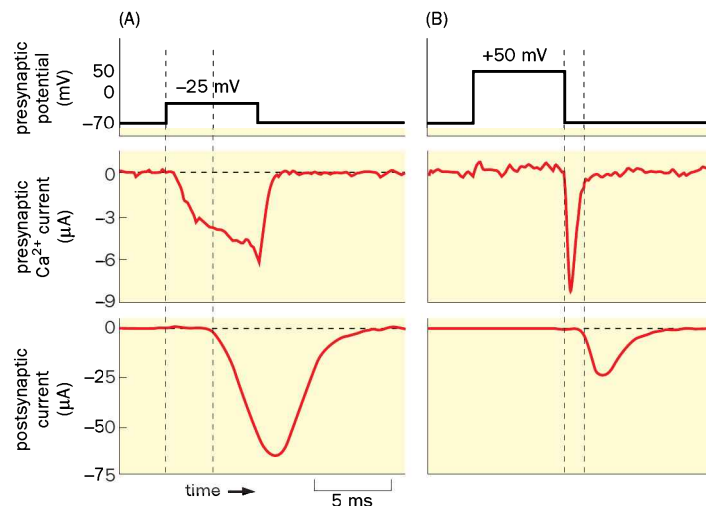 (A)
(B)
presynaptic
potential
(mV)
50
0
−70
−25 mV
+50 mV
presynaptic
Ca²⁺ current
(μA)
0
−3
−6
−9
postsynaptic
current
(μA)
0
−25
−50
−75
time
5 ms